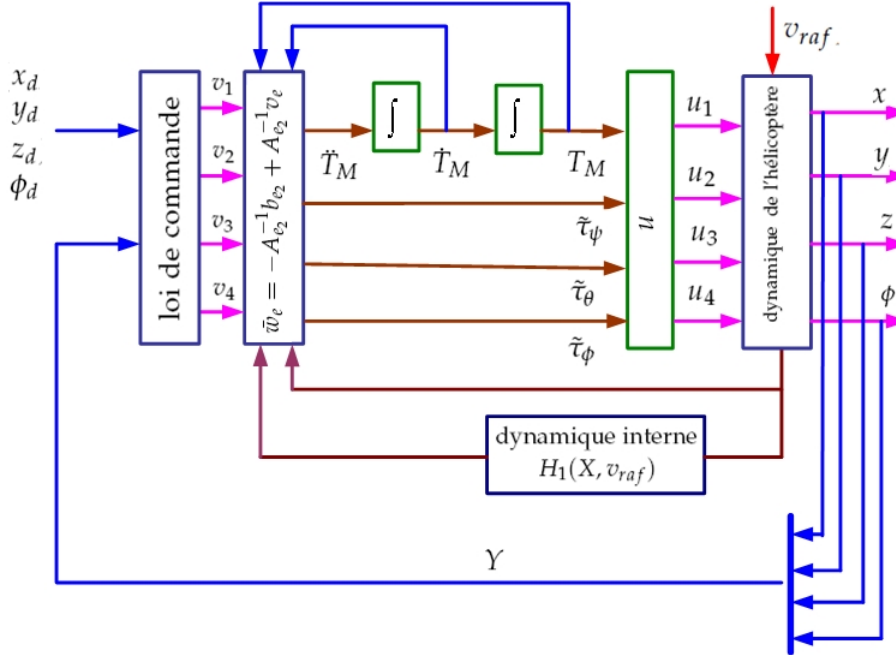 x_d
y_d
z_d
ϕ_d
loi de commande
v_1
v_2
v_3
v_4
w̄_e = −A_{e_2}^{-1} b_{e_2} + A_{e_2}^{-1} v_e
∫
∫
T̈_M
Ṫ_M
T_M
τ̃_ψ
τ̃_θ
τ̃_ϕ
u
u_1
u_2
u_3
u_4
v_{raf}
dynamique de l'hélicoptère
x
y
z
ϕ
dynamique interne
H_1(X, v_{raf})
Y